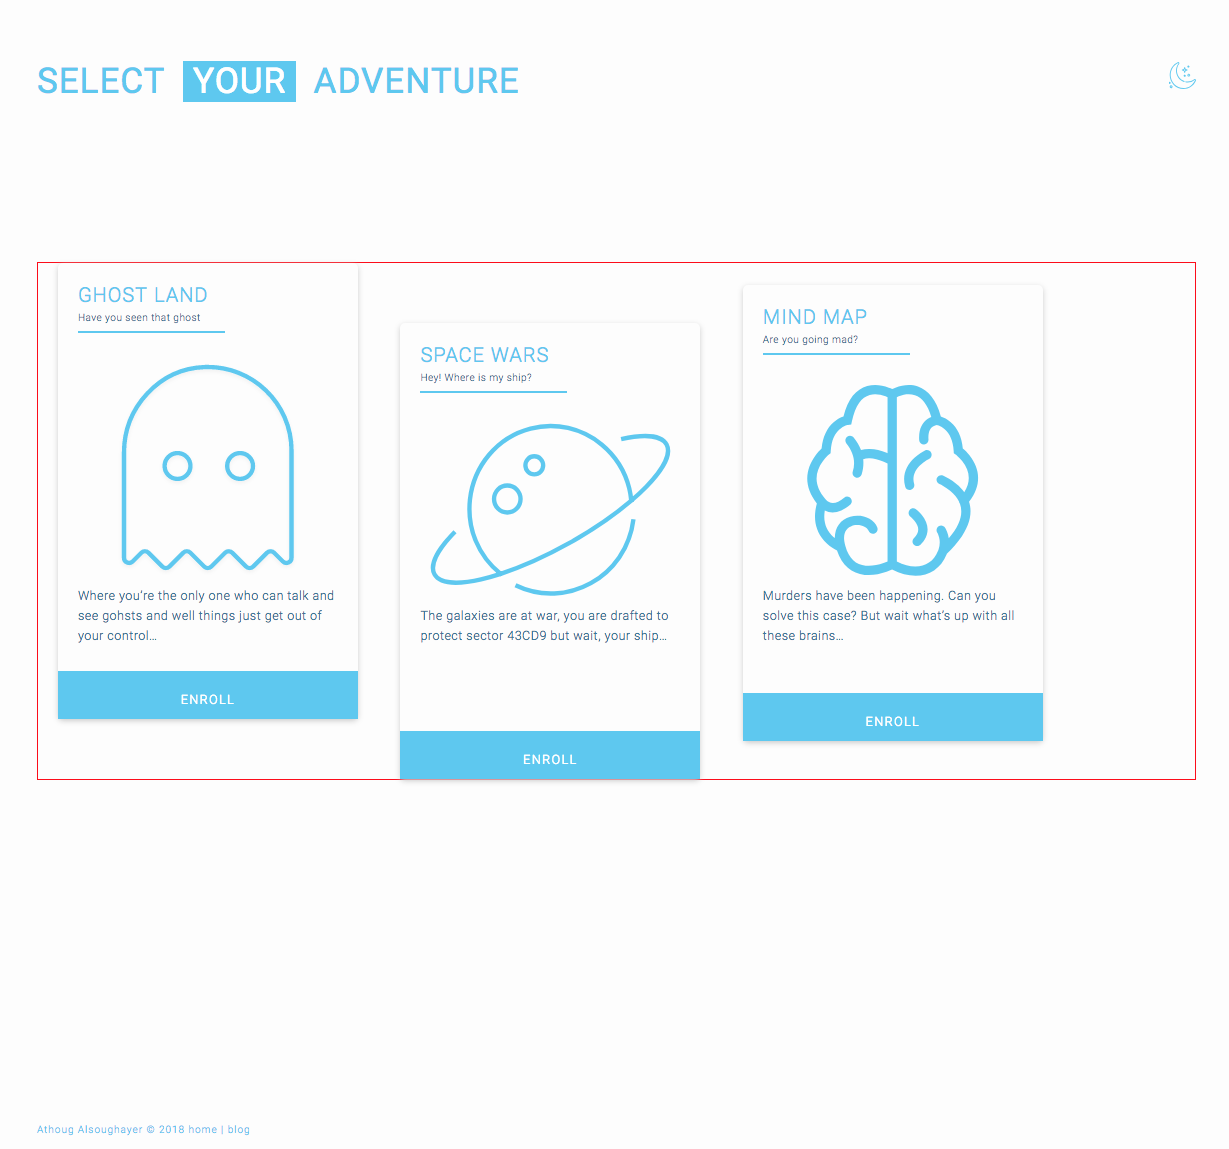 SELECT YOUR ADVENTURE
GHOST LAND
Have you seen that ghost
Where you’re the only one who can talk and
see gohsts and well things just get out of
your control...
ENROLL
SPACE WARS
Hey! Where is my ship?
The galaxies are at war, you are drafted to
protect sector 43CD9 but wait, your ship...
ENROLL
MIND MAP
Are you going mad?
Murders have been happening. Can you
solve this case? But wait what’s up with all
these brains...
ENROLL
Athoug Alsoughayer © 2018 home | blog